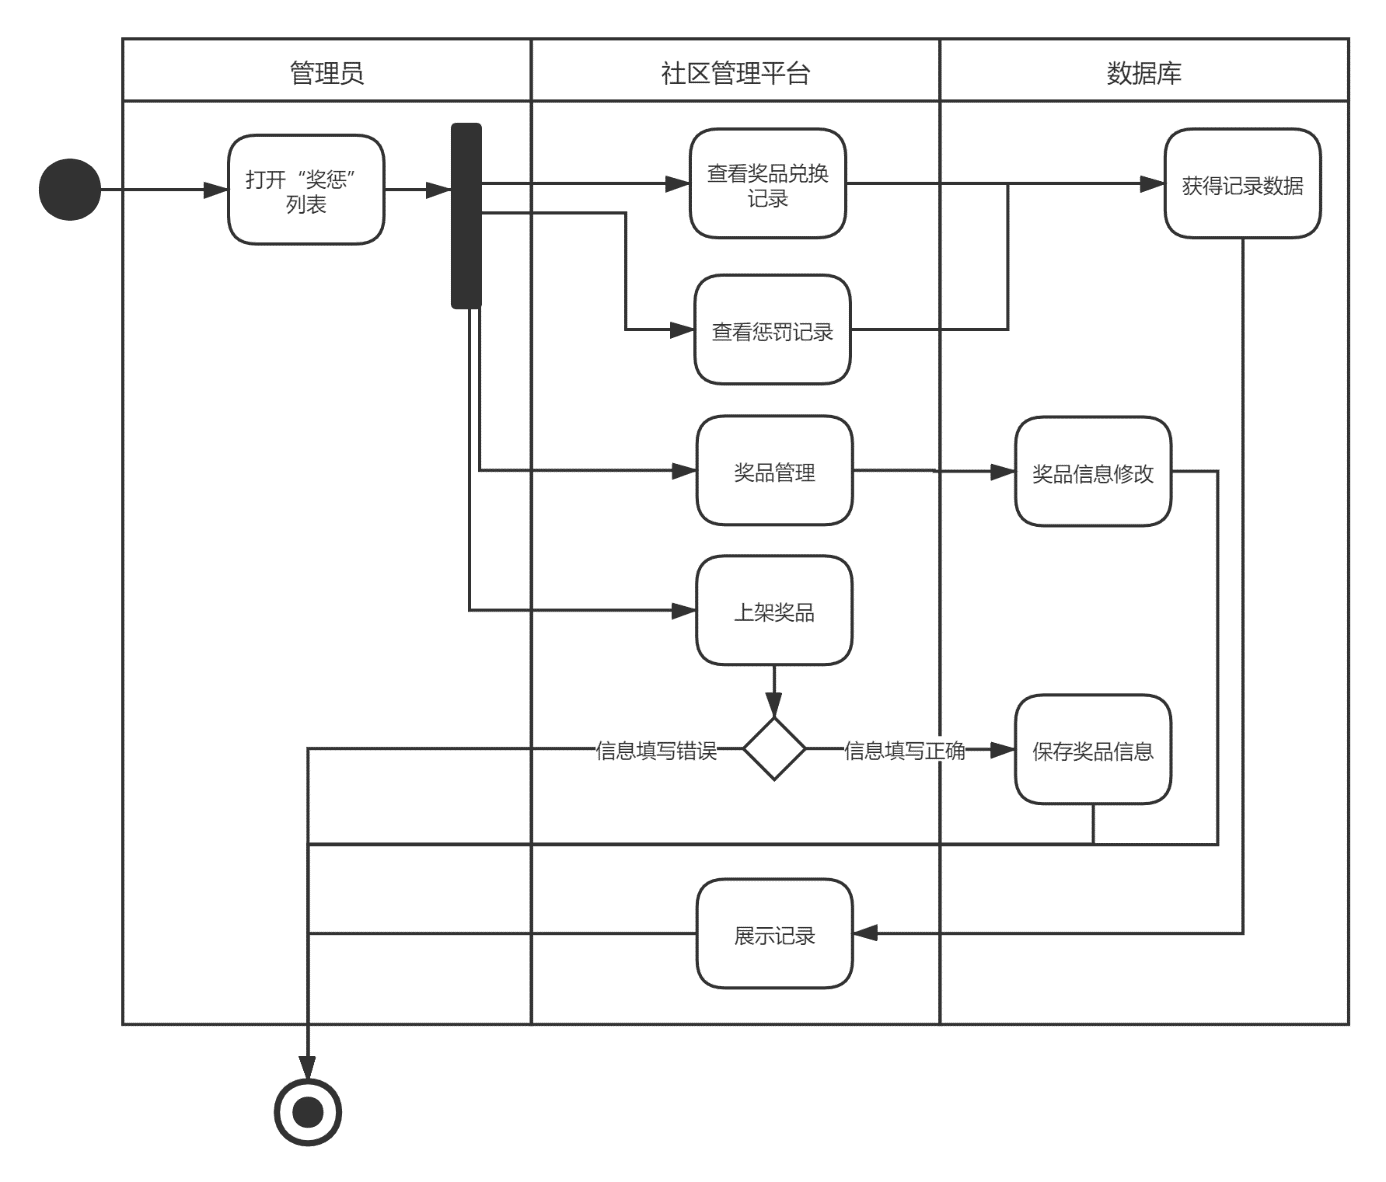 管理员
社区管理平台
数据库
打开“奖惩”
列表
查看奖品兑换
记录
获得记录数据
查看惩罚记录
奖品管理
奖品信息修改
上架奖品
信息填写错误
信息填写正确
保存奖品信息
展示记录